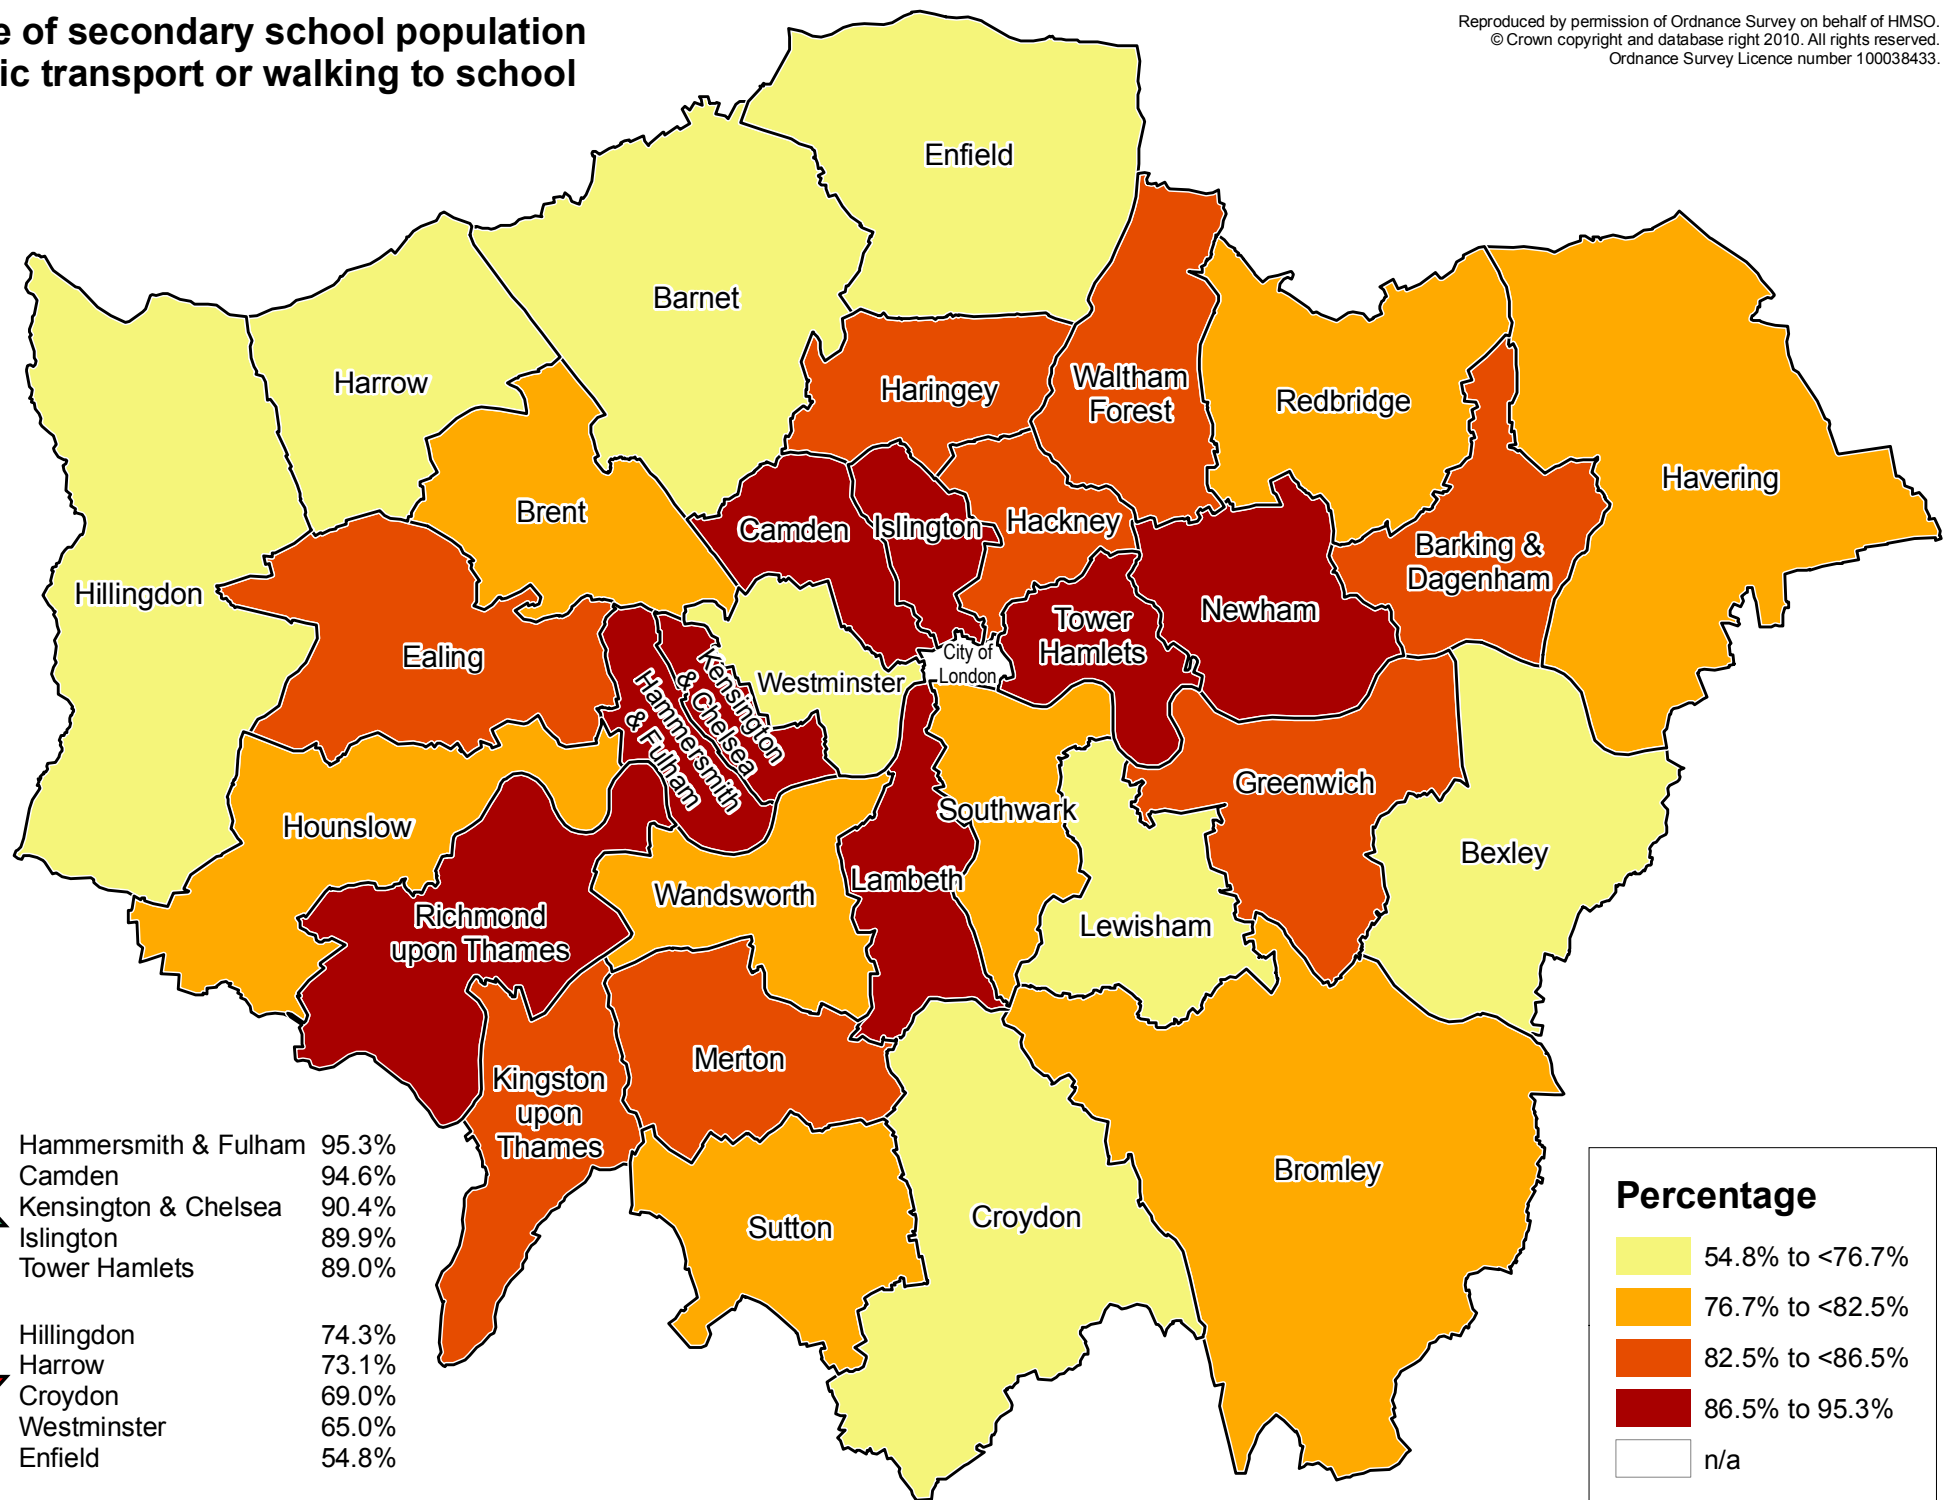 e of secondary school population
ic transport or walking to school
Reproduced by permission of Ordnance Survey on behalf of HMSO.
© Crown copyright and database right 2010. All rights reserved.
Ordnance Survey Licence number 100038433.
Enfield
Barnet
Harrow
Haringey
Waltham
Forest
Redbridge
Havering
Brent
Camden
Islington
Hackney
Barking &
Dagenham
Hillingdon
Ealing
Tower
Hamlets
Newham
City of
London
Westminster
Kensington
& Chelsea
Hammersmith
& Fulham
Greenwich
Hounslow
Southwark
Bexley
Wandsworth
Lambeth
Richmond
upon Thames
Lewisham
Merton
Kingston
upon
Thames
Bromley
Sutton
Croydon
Hammersmith & Fulham 95.3%
Camden 94.6%
Kensington & Chelsea 90.4%
Islington 89.9%
Tower Hamlets 89.0%
Hillingdon 74.3%
Harrow 73.1%
Croydon 69.0%
Westminster 65.0%
Enfield 54.8%
Percentage
54.8% to <76.7%
76.7% to <82.5%
82.5% to <86.5%
86.5% to 95.3%
n/a